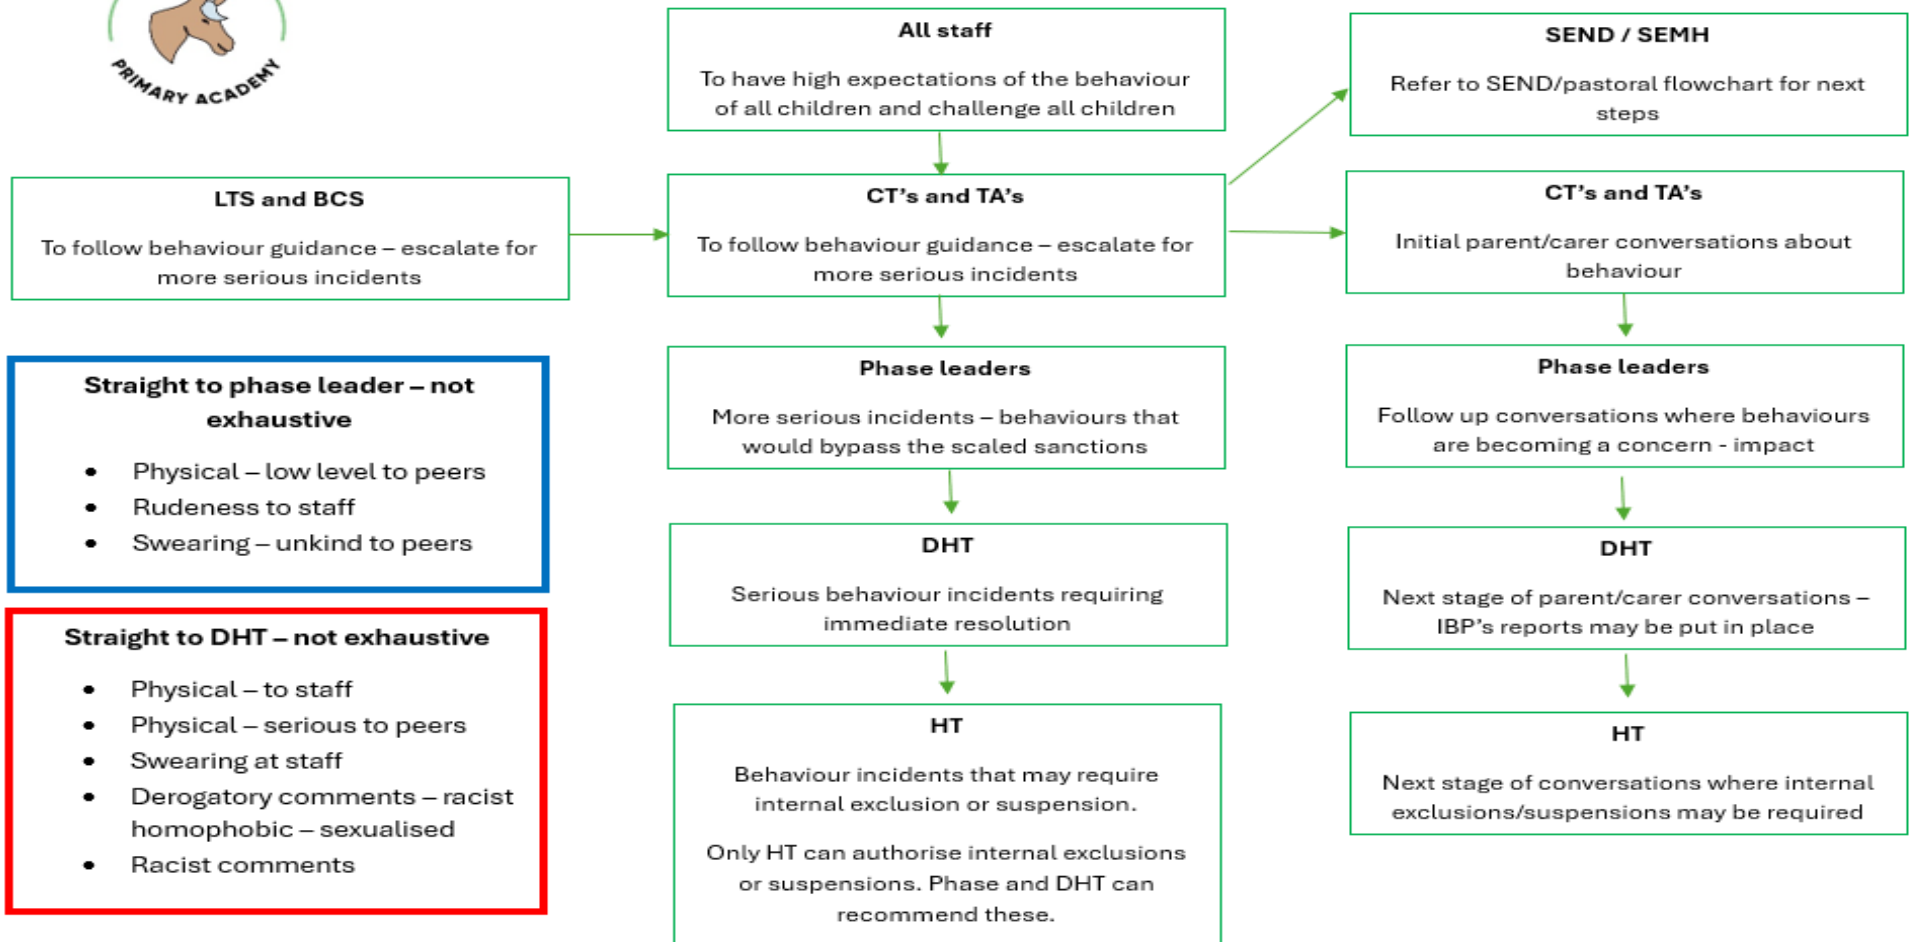 PRIMARY ACADEMY
All staff
To have high expectations of the behaviour
of all children and challenge all children
SEND / SEMH
Refer to SEND/pastoral flowchart for next
steps
LTS and BCS
To follow behaviour guidance – escalate for
more serious incidents
CT's and TA's
To follow behaviour guidance – escalate for
more serious incidents
CT's and TA's
Initial parent/carer conversations about
behaviour
Straight to phase leader – not
exhaustive
• Physical – low level to peers
• Rudeness to staff
• Swearing – unkind to peers
Phase leaders
More serious incidents – behaviours that
would bypass the scaled sanctions
Phase leaders
Follow up conversations where behaviours
are becoming a concern - impact
DHT
Serious behaviour incidents requiring
immediate resolution
DHT
Next stage of parent/carer conversations –
IBP's reports may be put in place
Straight to DHT – not exhaustive
• Physical – to staff
• Physical – serious to peers
• Swearing at staff
• Derogatory comments – racist
homophobic – sexualised
• Racist comments
HT
Behaviour incidents that may require
internal exclusion or suspension.
Only HT can authorise internal exclusions
or suspensions. Phase and DHT can
recommend these.
HT
Next stage of conversations where internal
exclusions/suspensions may be required